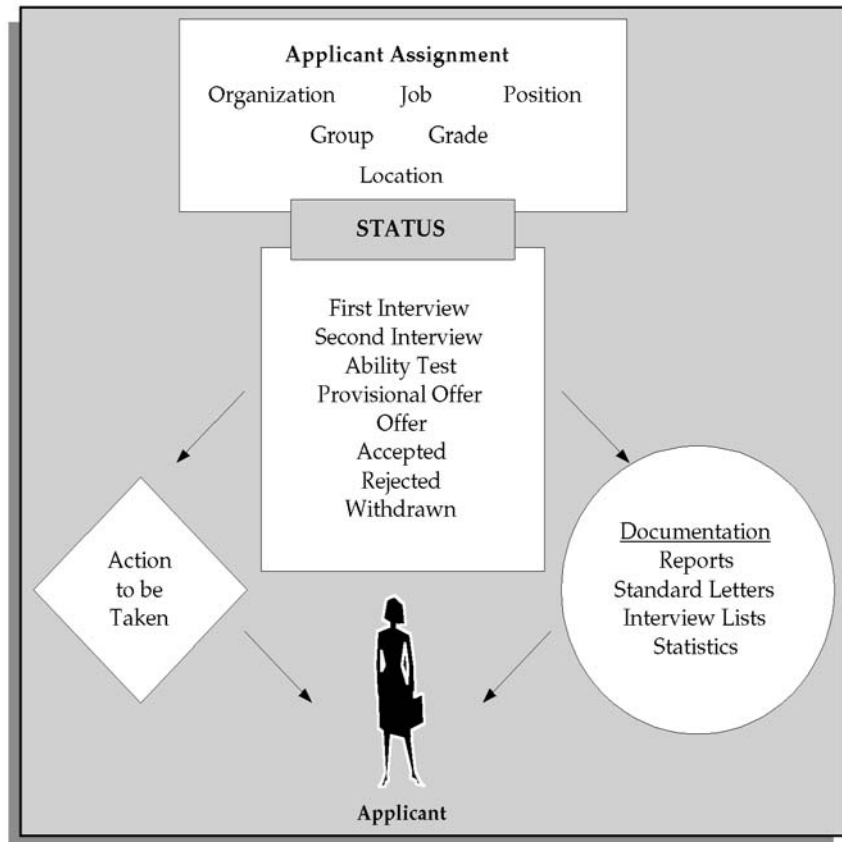 Applicant Assignment
Organization Job Position
Group Grade
Location
STATUS
First Interview
Second Interview
Ability Test
Provisional Offer
Offer
Accepted
Rejected
Withdrawn
Action
to be
Taken
Documentation
Reports
Standard Letters
Interview Lists
Statistics
Applicant